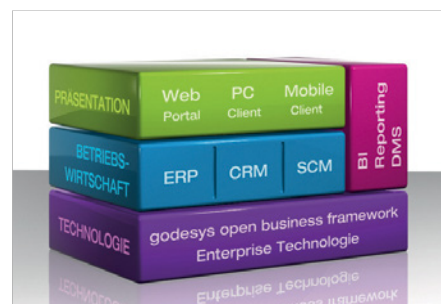 PRÄSENTATION
Web
Portal
PC
Client
Mobile
Client
BETRIEBS-
WIRTSCHAFT
ERP
CRM
SCM
BI
Reporting
DMS
TECHNOLOGIE
godesys open business framework
Enterprise Technologie